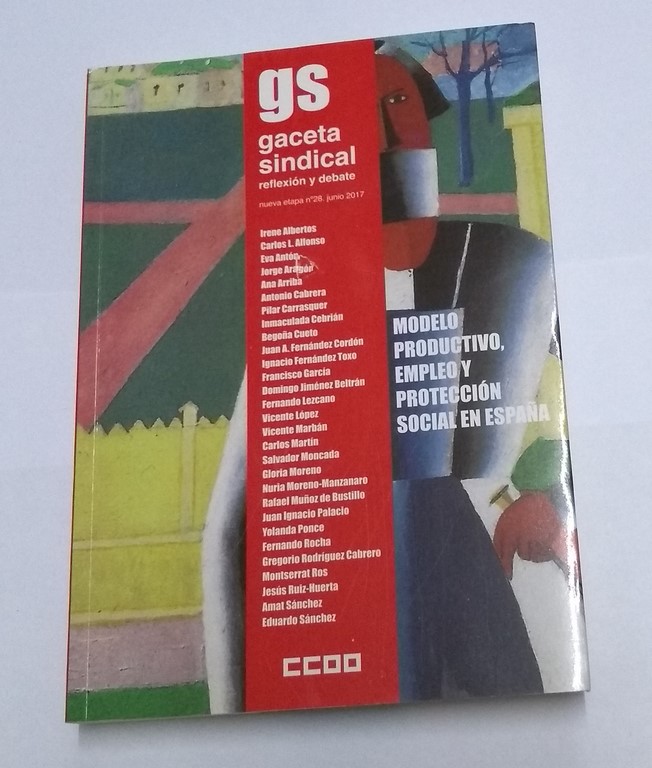 gs
gaceta
sindical
reflexión y debate
nueva etapa nº28. junio 2017
Irene Albertos
Carlos L. Alfonso
Eva Antón
Jorge Aragón
Ana Arriba
Antonio Cabrera
Pilar Carrasquer
Inmaculada Cebrián
Begoña Cueto
Juan A. Fernández Cordón
Ignacio Fernández Toxo
Francisco García
Domingo Jiménez Beltrán
Fernando Lezcano
Vicente López
Vicente Marbán
Carlos Martín
Salvador Moncada
Gloria Moreno
Nuria Moreno-Manzanaro
Rafael Muñoz de Bustillo
Juan Ignacio Palacio
Yolanda Ponce
Fernando Rocha
Gregorio Rodríguez Cabrero
Montserrat Ros
Jesús Ruiz-Huerta
Amat Sánchez
Eduardo Sánchez
CCOO
MODELO
PRODUCTIVO,
EMPLEO Y
PROTECCIÓN
SOCIAL EN ESPAÑA